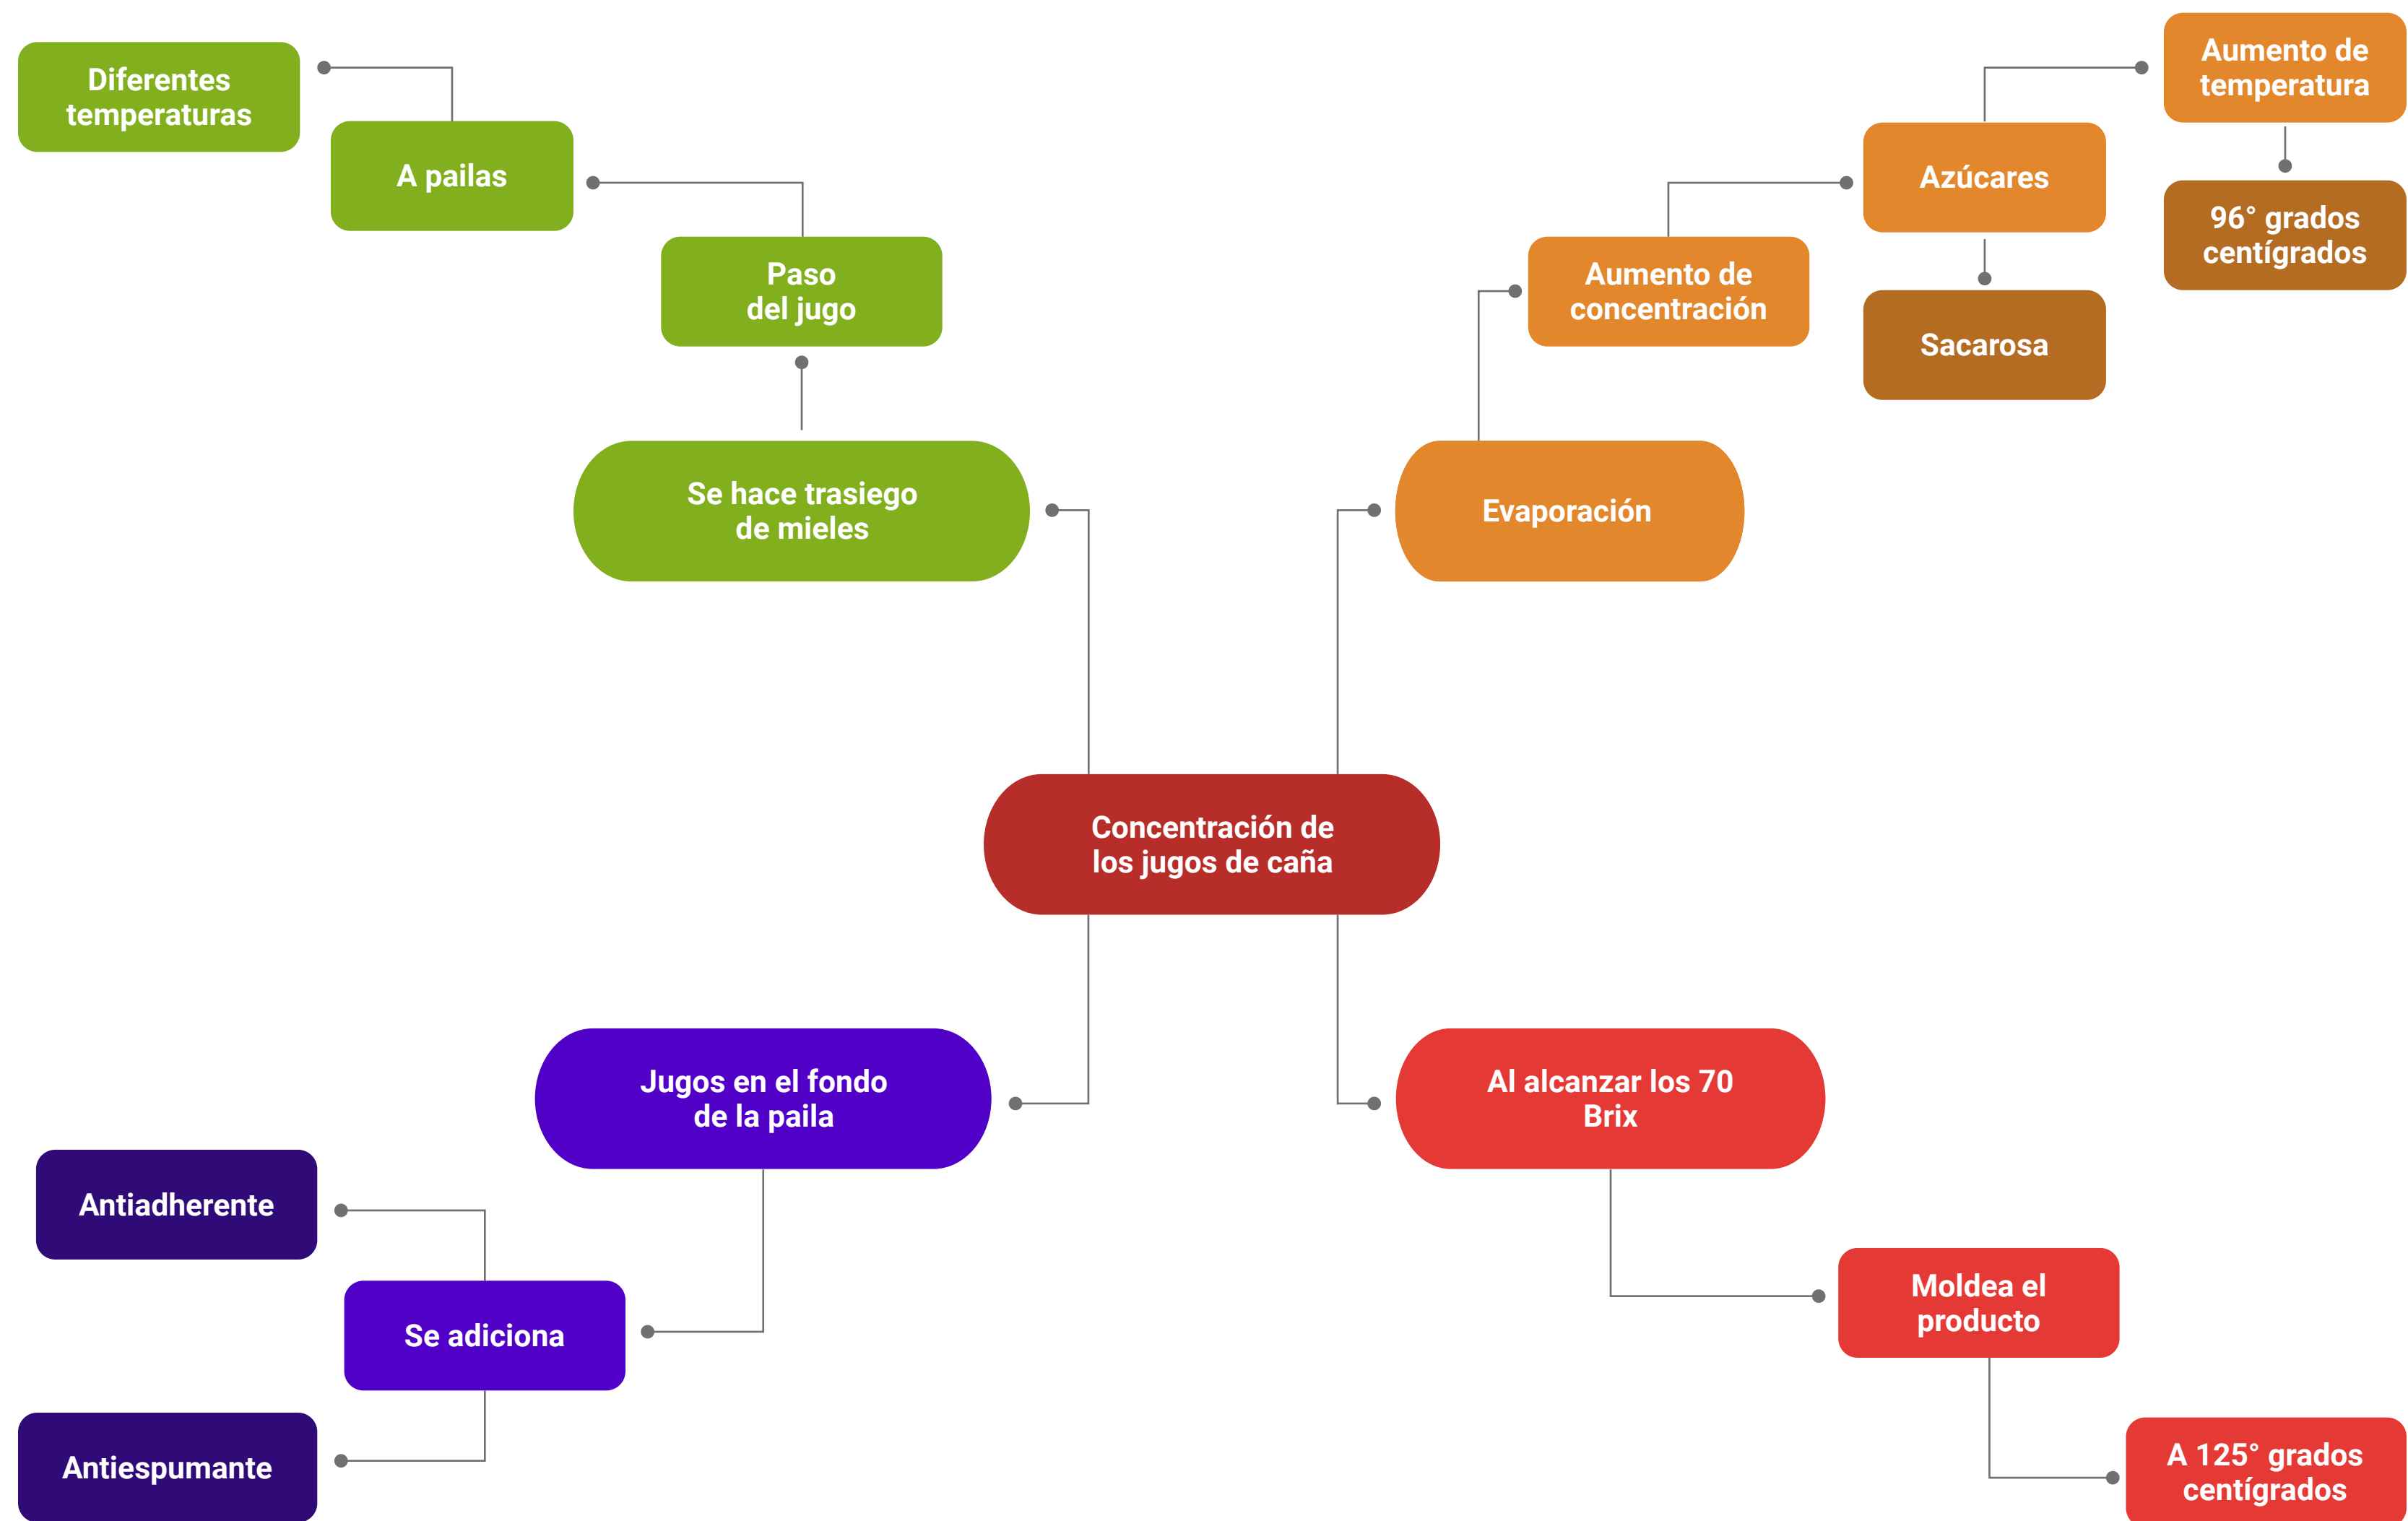 Diferentes
temperaturas
A pailas
Paso
del jugo
Se hace trasiego
de mieles
Aumento de
temperatura
96° grados
centígrados
Azúcares
Sacarosa
Aumento de
concentración
Evaporación
Concentración de
los jugos de caña
Jugos en el fondo
de la paila
Se adiciona
Antiadherente
Antiespumante
Al alcanzar los 70
Brix
Moldea el
producto
A 125° grados
centígrados